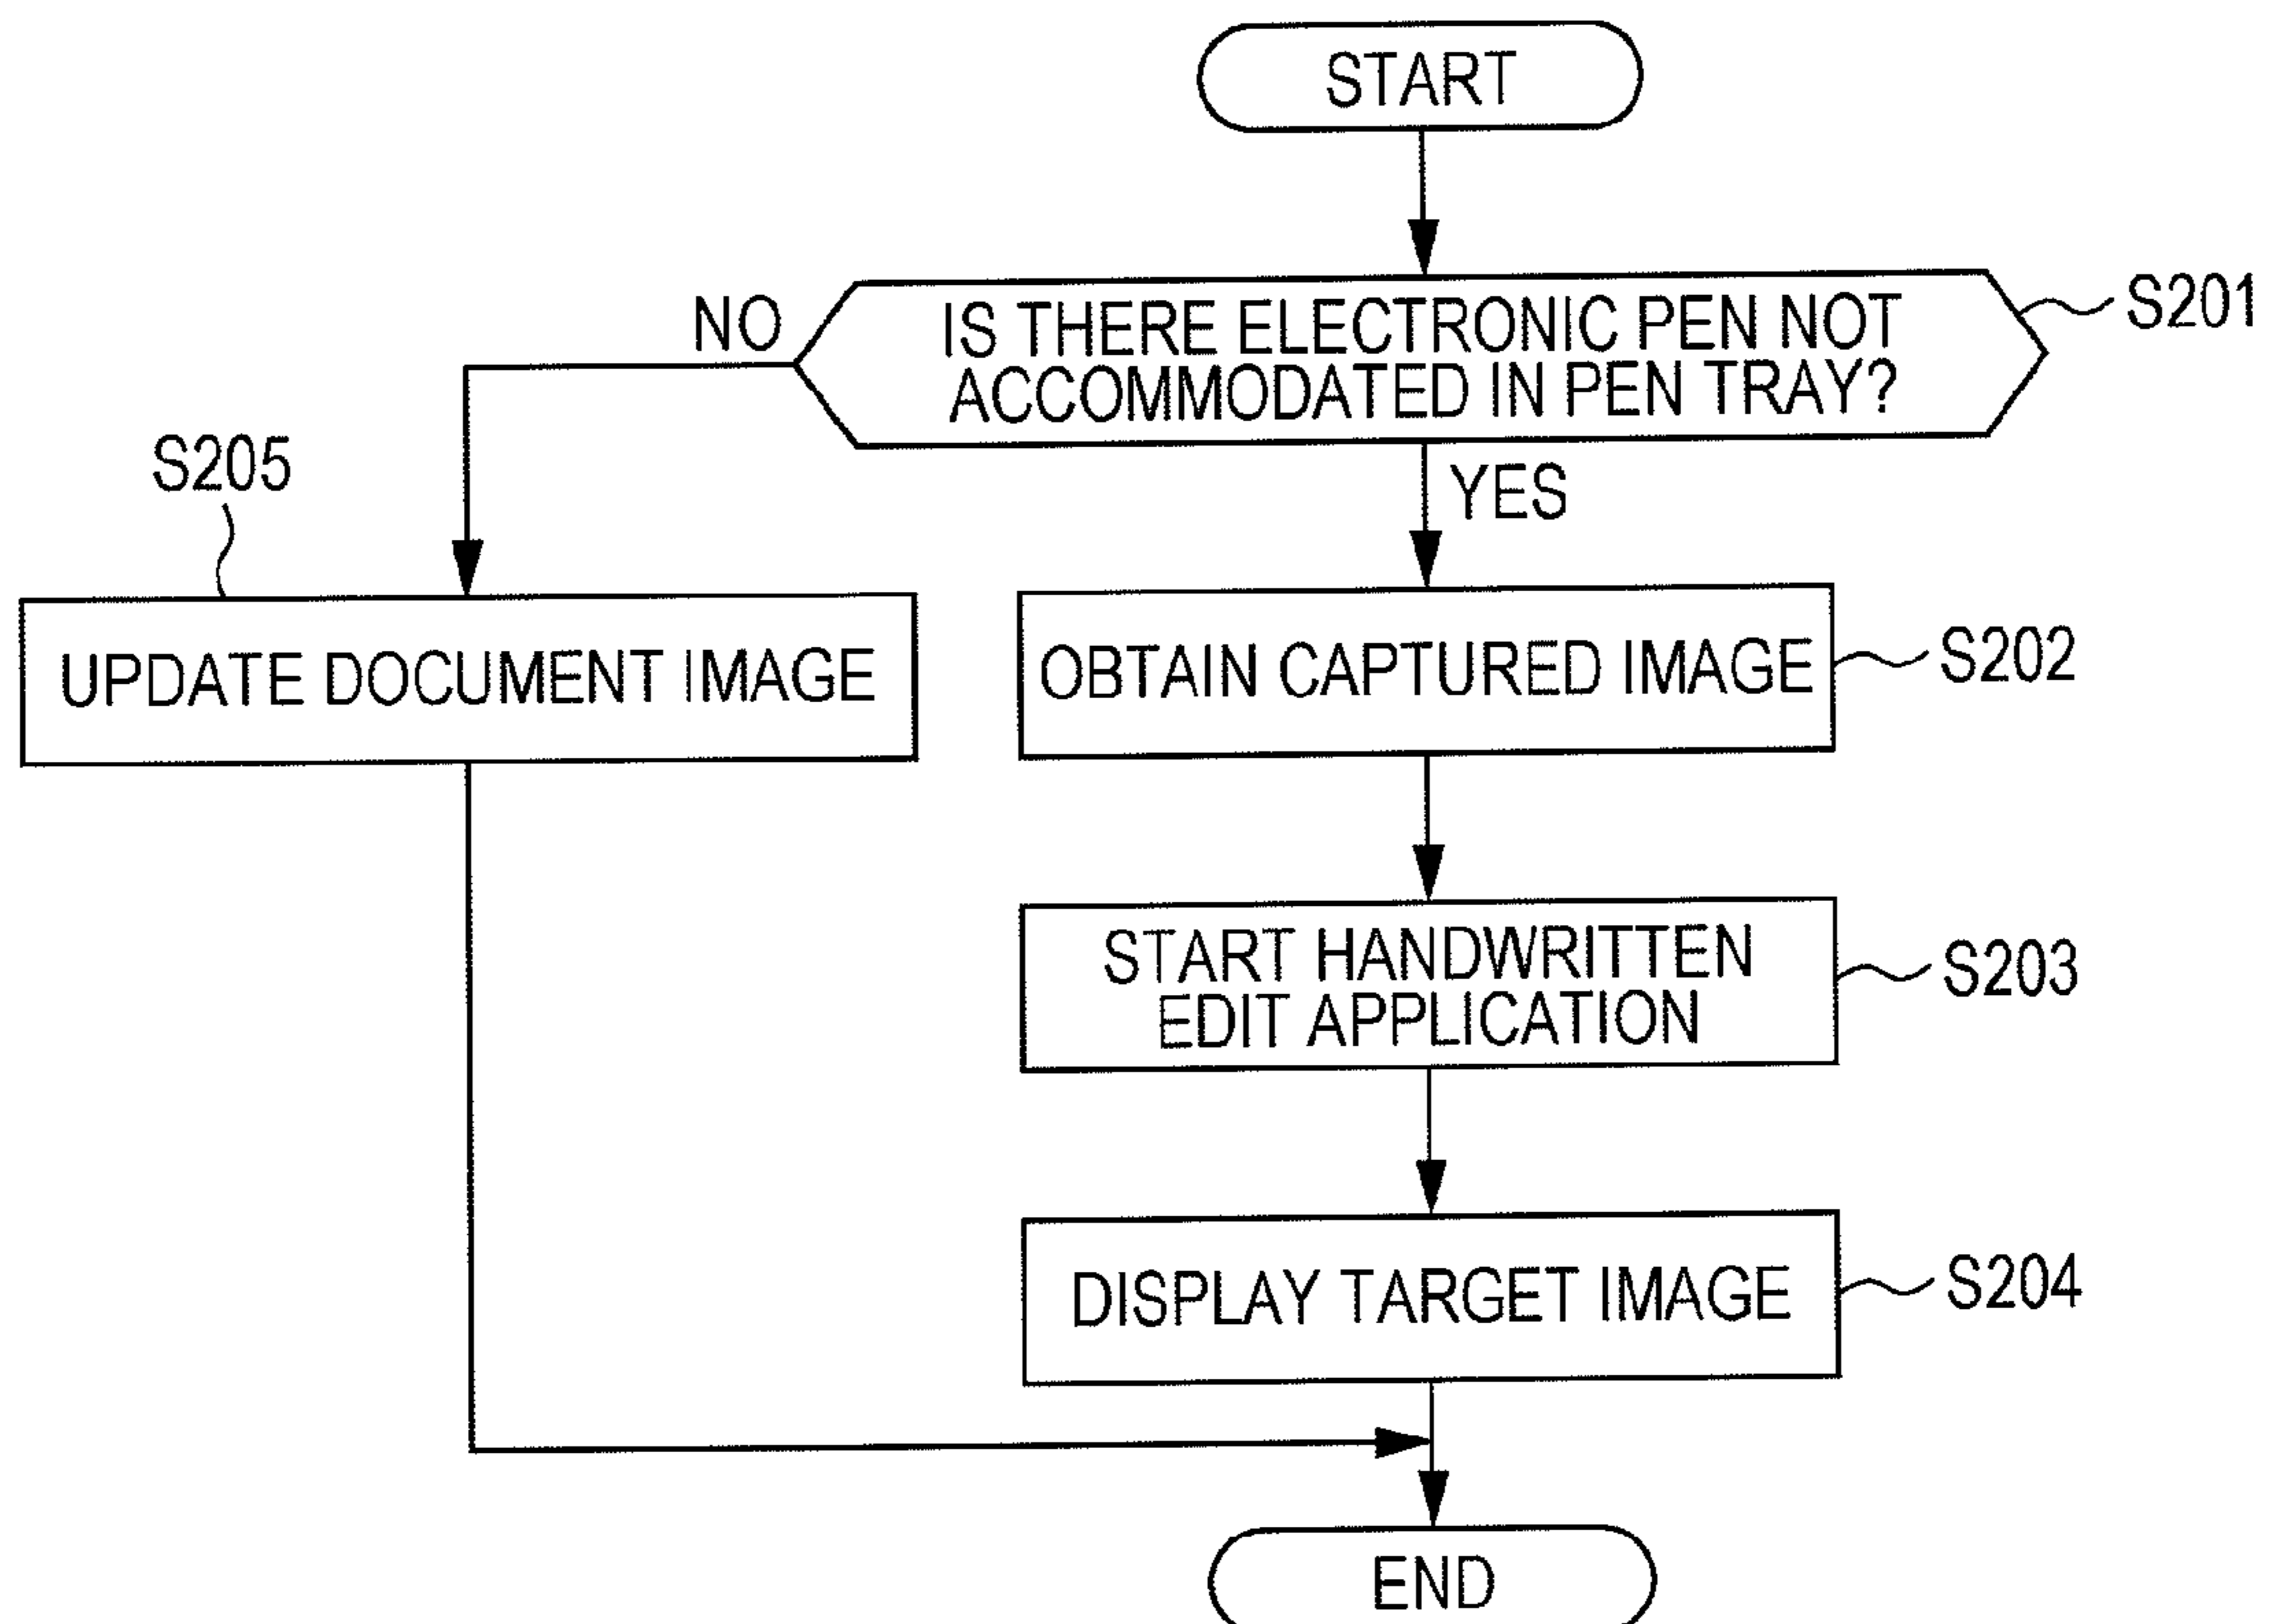 START
NO
IS THERE ELECTRONIC PEN NOT
ACCOMMODATED IN PEN TRAY?
S201
YES
S205
UPDATE DOCUMENT IMAGE
OBTAIN CAPTURED IMAGE
S202
START HANDWRITTEN
EDIT APPLICATION
S203
DISPLAY TARGET IMAGE
S204
END